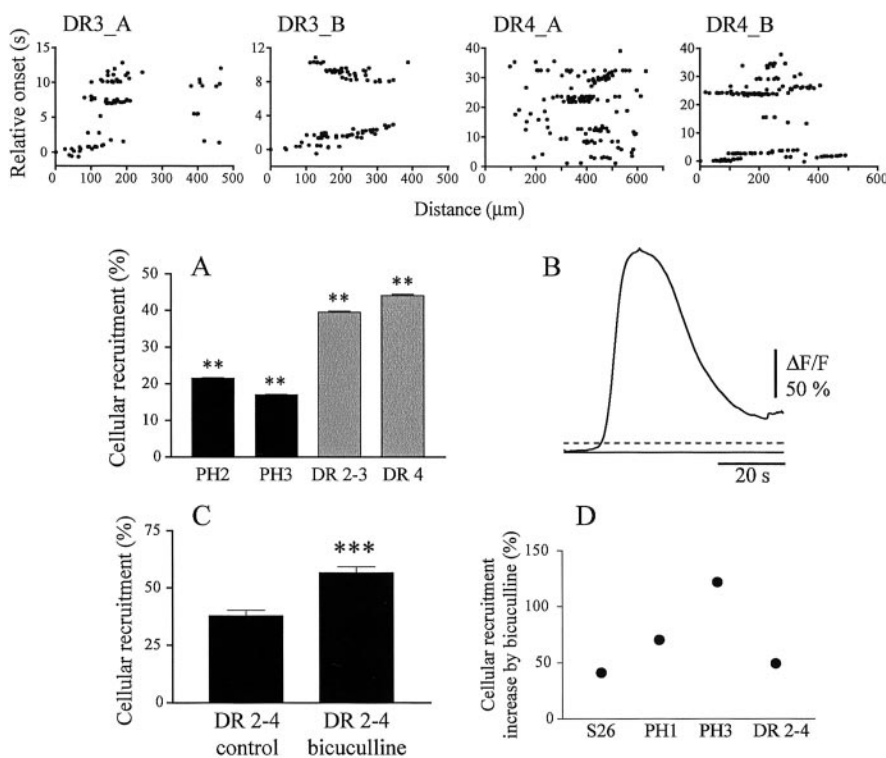 DR3_A DR3_B DR4_A DR4_B
Relative onset (s)
15
10
5
0
0 100 200 300 400 500
12
8
4
0
0 100 200 300 400 500
40
30
20
10
0
0 200 400 600
40
30
20
10
0
0 200 400 600
Distance (µm)
A
Cellular recruitment (%)
50
40
30
20
10
0
** ** ** **
PH2 PH3 DR 2-3 DR 4
B
ΔF/F
50 %
20 s
C
Cellular recruitment (%)
75
50
25
0
***
DR 2-4 DR 2-4
control bicuculline
D
Cellular recruitment
increase by bicuculline (%)
150
100
50
0
S26 PH1 PH3 DR 2-4